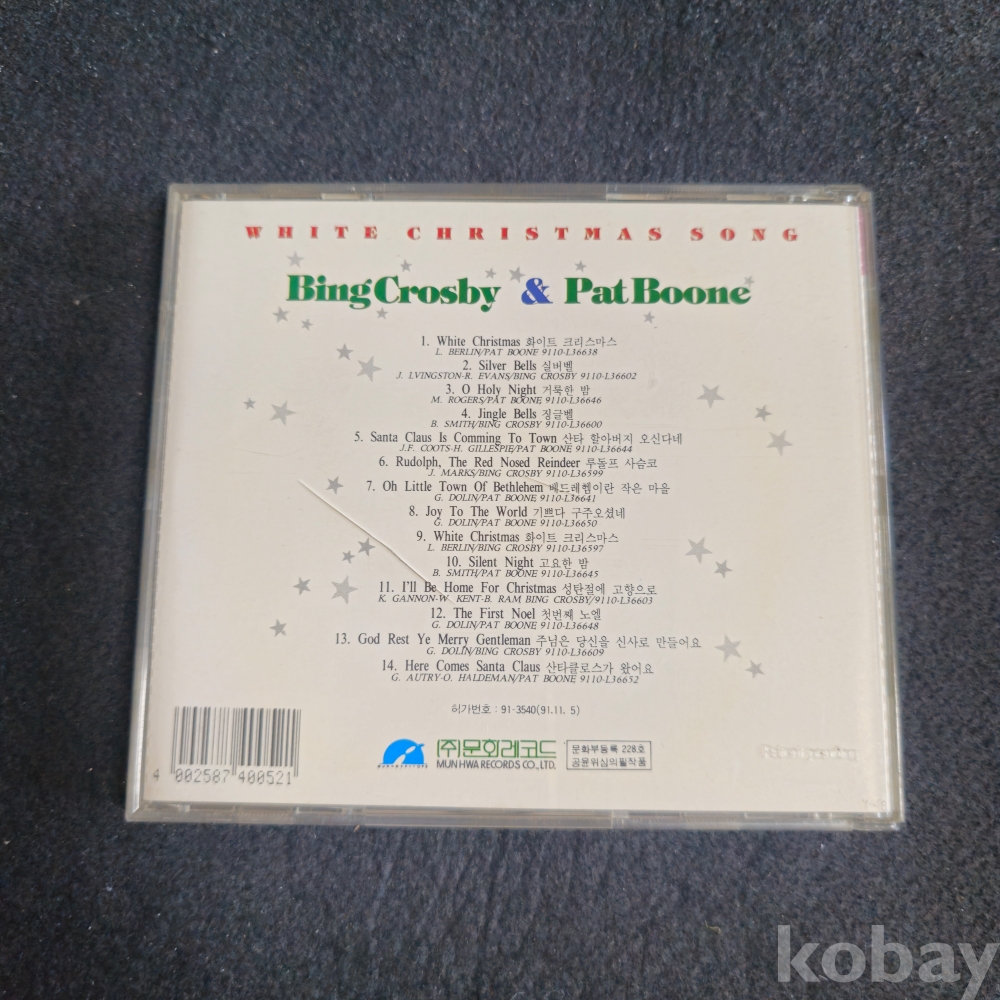 WHITE CHRISTMAS SONG
Bing Crosby & Pat Boone
1. White Christmas 화이트 크리스마스
L. BERLIN/PAT BOONE 9110-L36638
2. Silver Bells 실버벨
J. LVINGSTON-R. EVANS/BING CROSBY 9110-L36602
3. O Holy Night 거룩한 밤
M. ROGERS/PAT BOONE 9110-L36646
4. Jingle Bells 징글벨
B. SMITH/BING CROSBY 9110-L36600
5. Santa Claus Is Comming To Town 산타 할아버지 오신다네
J.F. COOTS-H. GILLESPIE/PAT BOONE 9110-L36644
6. Rudolph, The Red Nosed Reindeer 루돌프 사슴코
J. MARKS/BING CROSBY 9110-L36599
7. Oh Little Town Of Bethlehem 베드레헴이란 작은 마을
G. DOLIN/PAT BOONE 9110-L36641
8. Joy To The World 기쁘다 구주오셨네
G. DOLIN/PAT BOONE 9110-L36650
9. White Christmas 화이트 크리스마스
L. BERLIN/BING CROSBY 9110-L36597
10. Silent Night 고요한 밤
B. SMITH/PAT BOONE 9110-L36645
11. I'll Be Home For Christmas 성탄절에 고향으로
K. GANNON-W. KENT-B. RAM BING CROSBY/9110-L36603
12. The First Noel 첫번째 노엘
G. DOLIN/PAT BOONE 9110-L36648
13. God Rest Ye Merry Gentleman 주님은 당신을 신사로 만들어요
G. DOLIN/BING CROSBY 9110-L36609
14. Here Comes Santa Claus 산타클로스가 왔어요
G. AUTRY-O. HALDEMAN/PAT BOONE 9110-L36652
허가번호 : 91-3540(91.11. 5)
4 002587 400521
(주)문화레코드
MUNHWA RECORDS CO., LTD.
문화부등록 228호
공윤위심의필작품
kobay